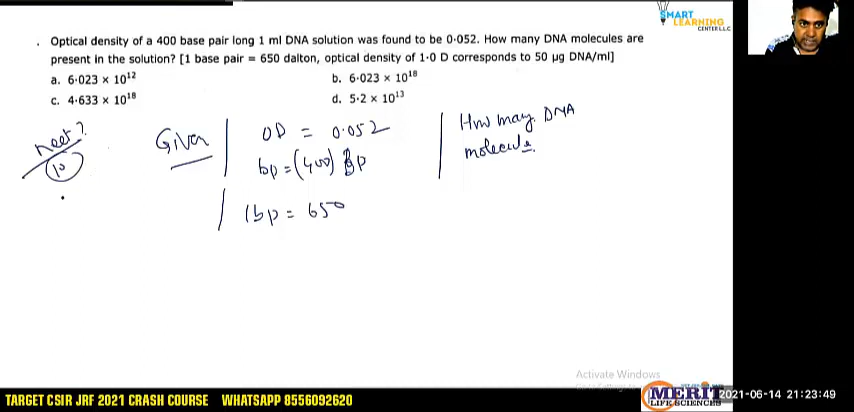 SMART
LEARNING
CENTER LLC
. Optical density of a 400 base pair long 1 ml DNA solution was found to be 0·052. How many DNA molecules are
present in the solution? [1 base pair = 650 dalton, optical density of 1·0 D corresponds to 50 µg DNA/ml]
a. 6·023 × 10¹² b. 6·023 × 10¹⁸
c. 4·633 × 10¹⁸ d. 5·2 × 10¹³
neet?
10
Given
OD = 0.052
bp = (400) Bp
1bp = 650
How many DNA
molecule.
Activate Windows
TARGET CSIR JRF 2021 CRASH COURSE WHATSAPP 8556092620
MERIT
LIFE SCIENCES
2021-06-14 21:23:49